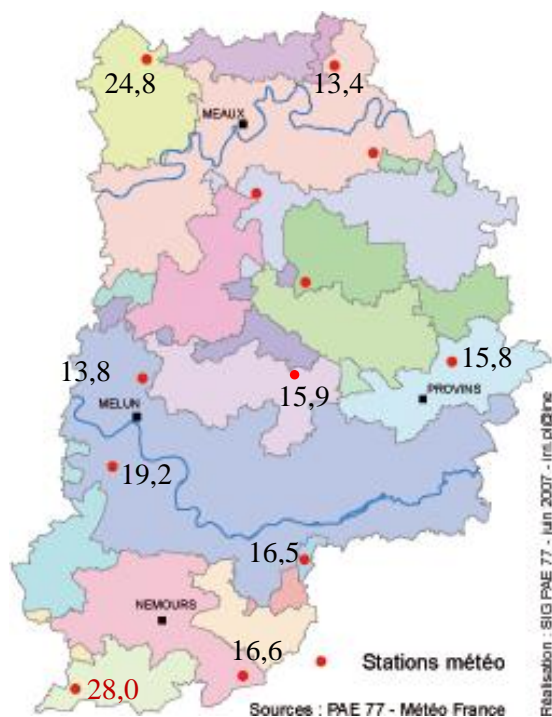 24,8
13,4
MEAUX
13,8
15,8
MELUN
15,9
PROVINS
19,2
16,5
NEMOURS
16,6
Stations météo
28,0
Sources : PAE 77 - Météo France
Réalisation : SIG PAE 77 - juin 2007 -